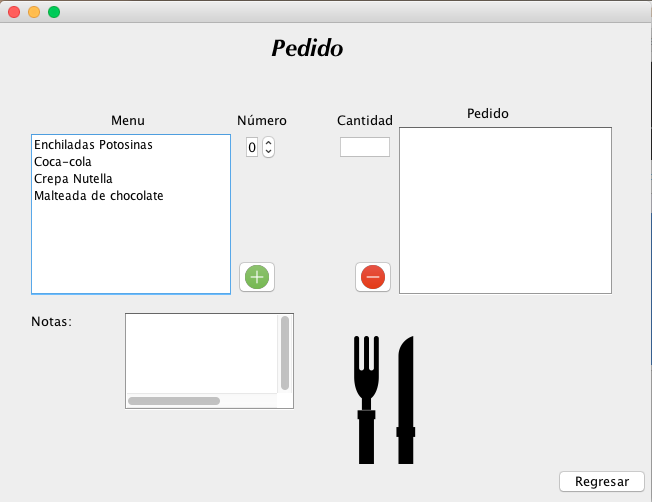 Pedido
Menu
Número
Cantidad
Pedido
Enchiladas Potosinas
Coca-cola
Crepa Nutella
Malteada de chocolate
0
Notas:
Regresar